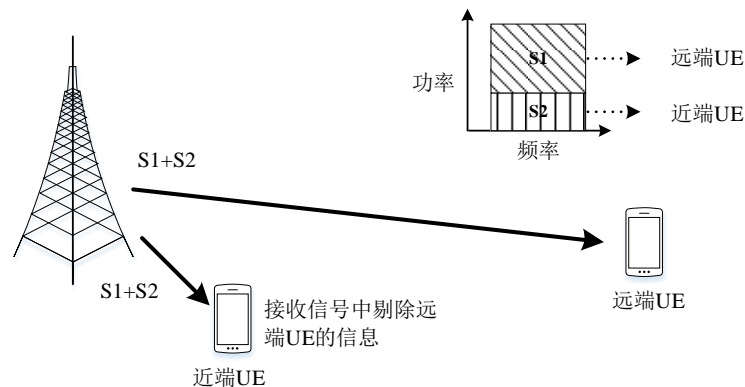 S1
远端UE
功率
S2
近端UE
频率
S1+S2
S1+S2
远端UE
接收信号中剔除远
端UE的信息
近端UE